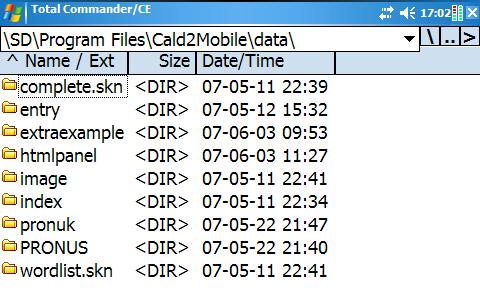 Total Commander/CE 17:02 ok
\SD\Program Files\Cald2Mobile\data\ \ .. >
^ Name / Ext Size Date/Time
complete.skn <DIR> 07-05-11 22:39
entry <DIR> 07-05-12 15:32
extraexample <DIR> 07-06-03 09:53
htmlpanel <DIR> 07-06-03 11:27
image <DIR> 07-05-11 22:41
index <DIR> 07-05-11 22:34
pronuk <DIR> 07-05-22 21:47
PRONUS <DIR> 07-05-22 21:40
wordlist.skn <DIR> 07-05-11 22:41